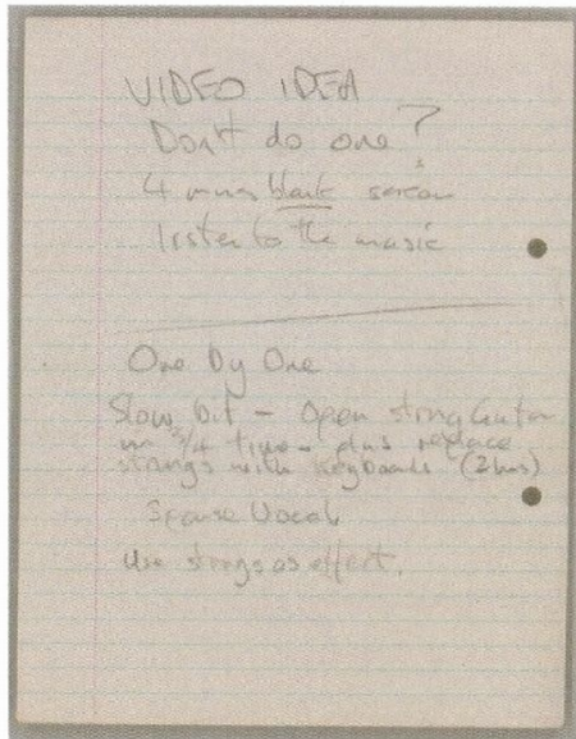 VIDEO IDEA
Don't do one?
4 mins blank screen
listen to the music
One By One
Slow bit - Open string Guitar
in 3/4 time - plus replace
strings with keyboards (2 hrs)
Sparse Vocal
Use strings as effect.